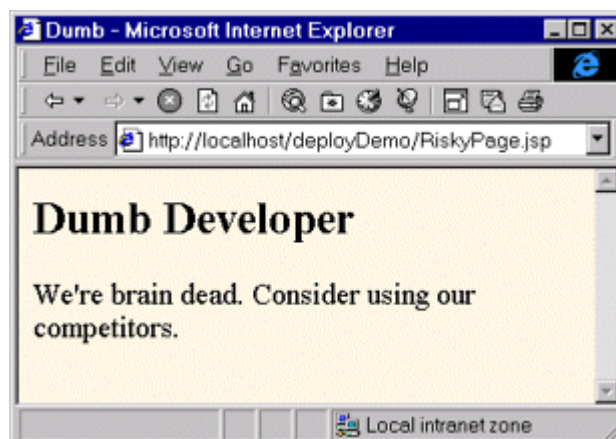 Dumb - Microsoft Internet Explorer
File Edit View Go Favorites Help
Address http://localhost/deployDemo/RiskyPage.jsp
Dumb Developer
We're brain dead. Consider using our
competitors.
Local intranet zone